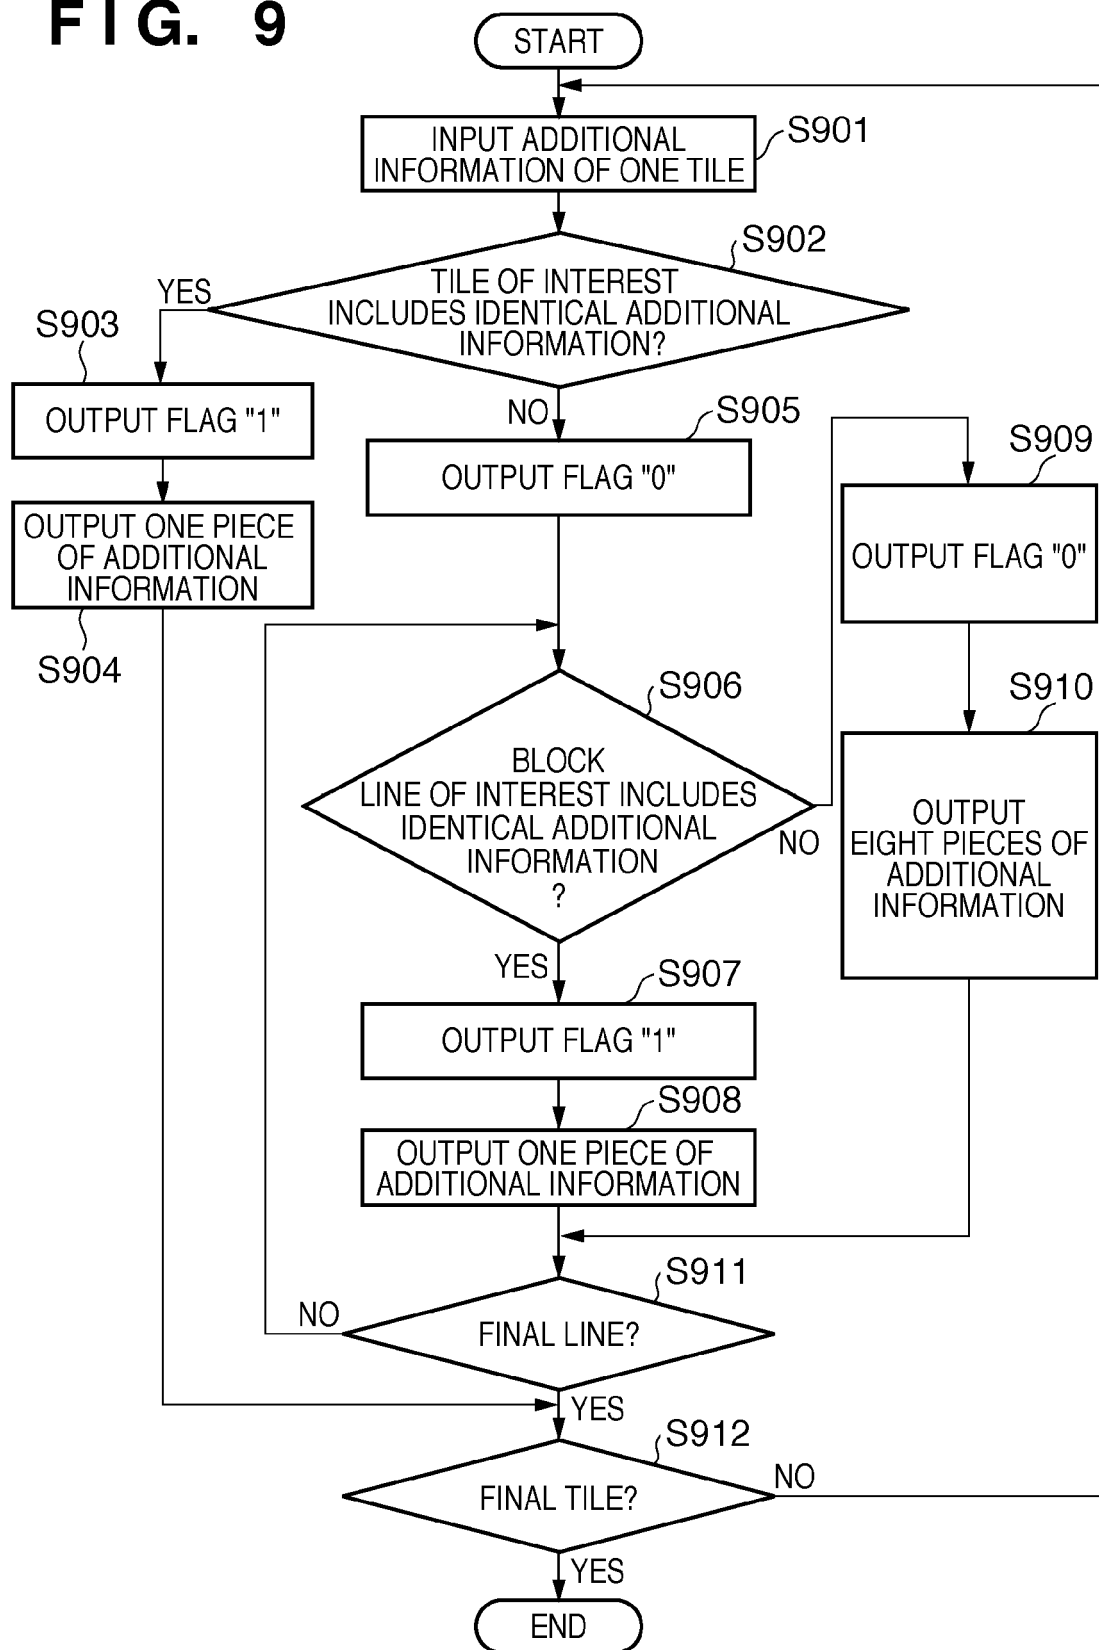 FIG. 9
START
INPUT ADDITIONAL
INFORMATION OF ONE TILE
S901
S902
TILE OF INTEREST
INCLUDES IDENTICAL ADDITIONAL
INFORMATION?
YES
S903
OUTPUT FLAG "1"
OUTPUT ONE PIECE
OF ADDITIONAL
INFORMATION
S904
NO
S905
OUTPUT FLAG "0"
S909
OUTPUT FLAG "0"
S906
BLOCK
LINE OF INTEREST INCLUDES
IDENTICAL ADDITIONAL
INFORMATION
?
NO
S910
OUTPUT
EIGHT PIECES OF
ADDITIONAL
INFORMATION
YES
S907
OUTPUT FLAG "1"
S908
OUTPUT ONE PIECE OF
ADDITIONAL INFORMATION
S911
NO
FINAL LINE?
YES
S912
FINAL TILE?
NO
YES
END